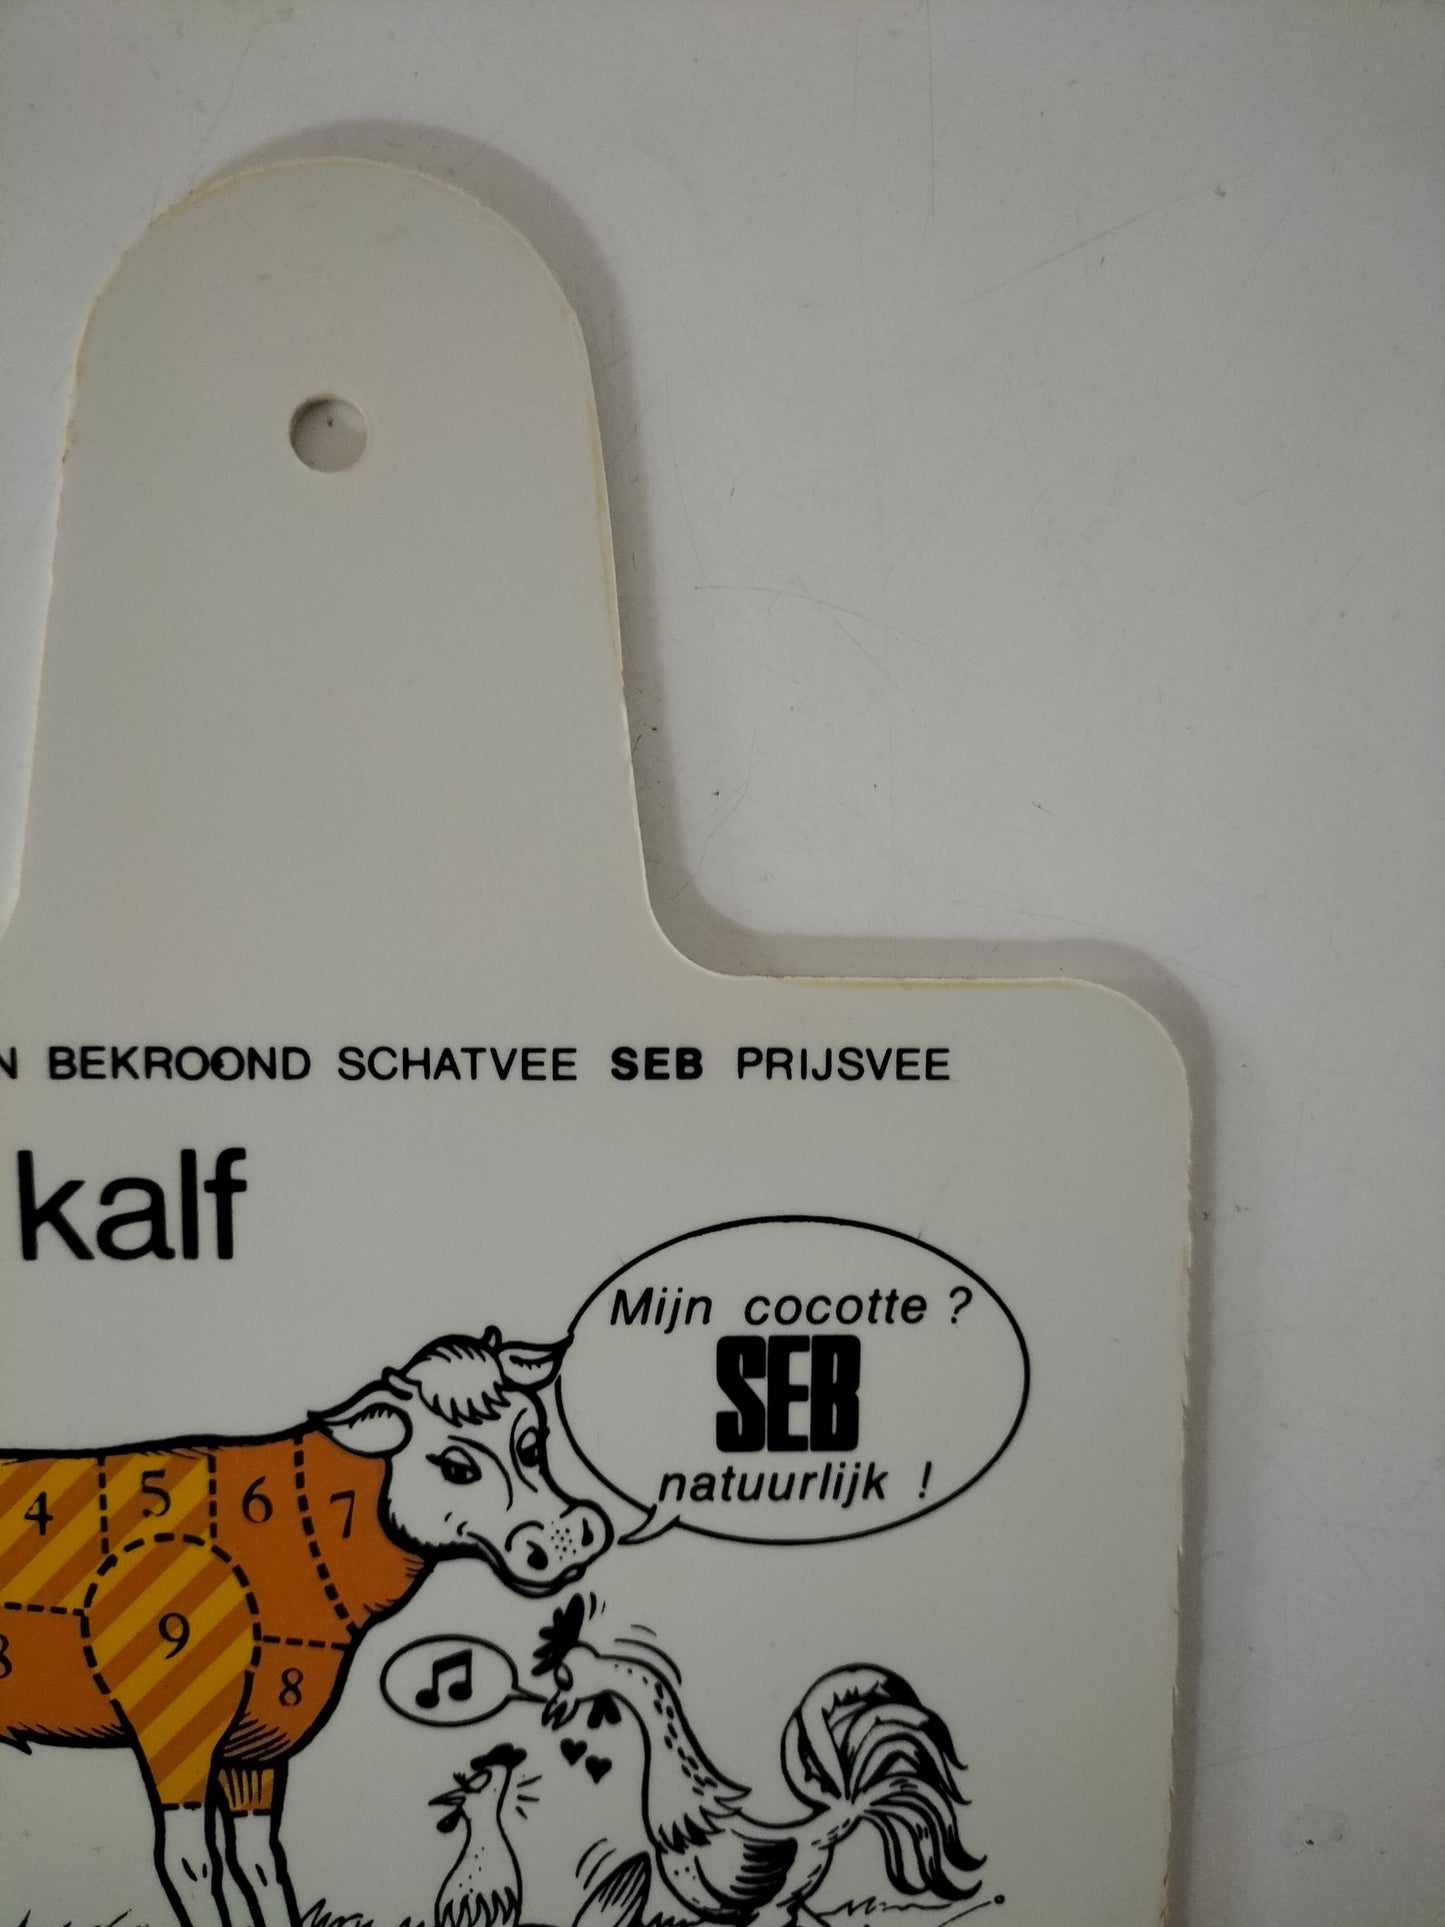 N BEKROOND SCHATVEE SEB PRIJSVEE
kalf
Mijn cocotte ?
SEB
natuurlijk !
4 5 6 7
9
8